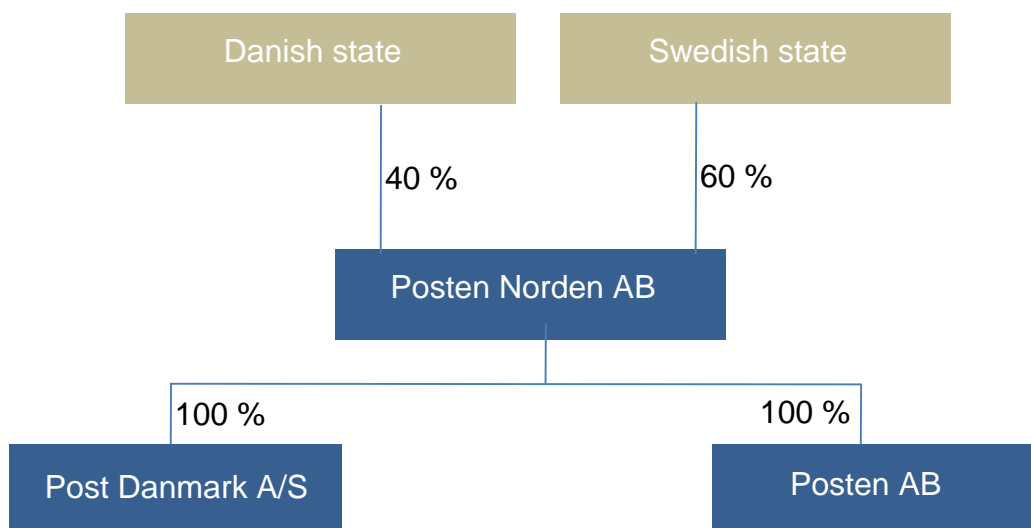 Danish state
Swedish state
40 %
60 %
Posten Norden AB
100 %
100 %
Post Danmark A/S
Posten AB